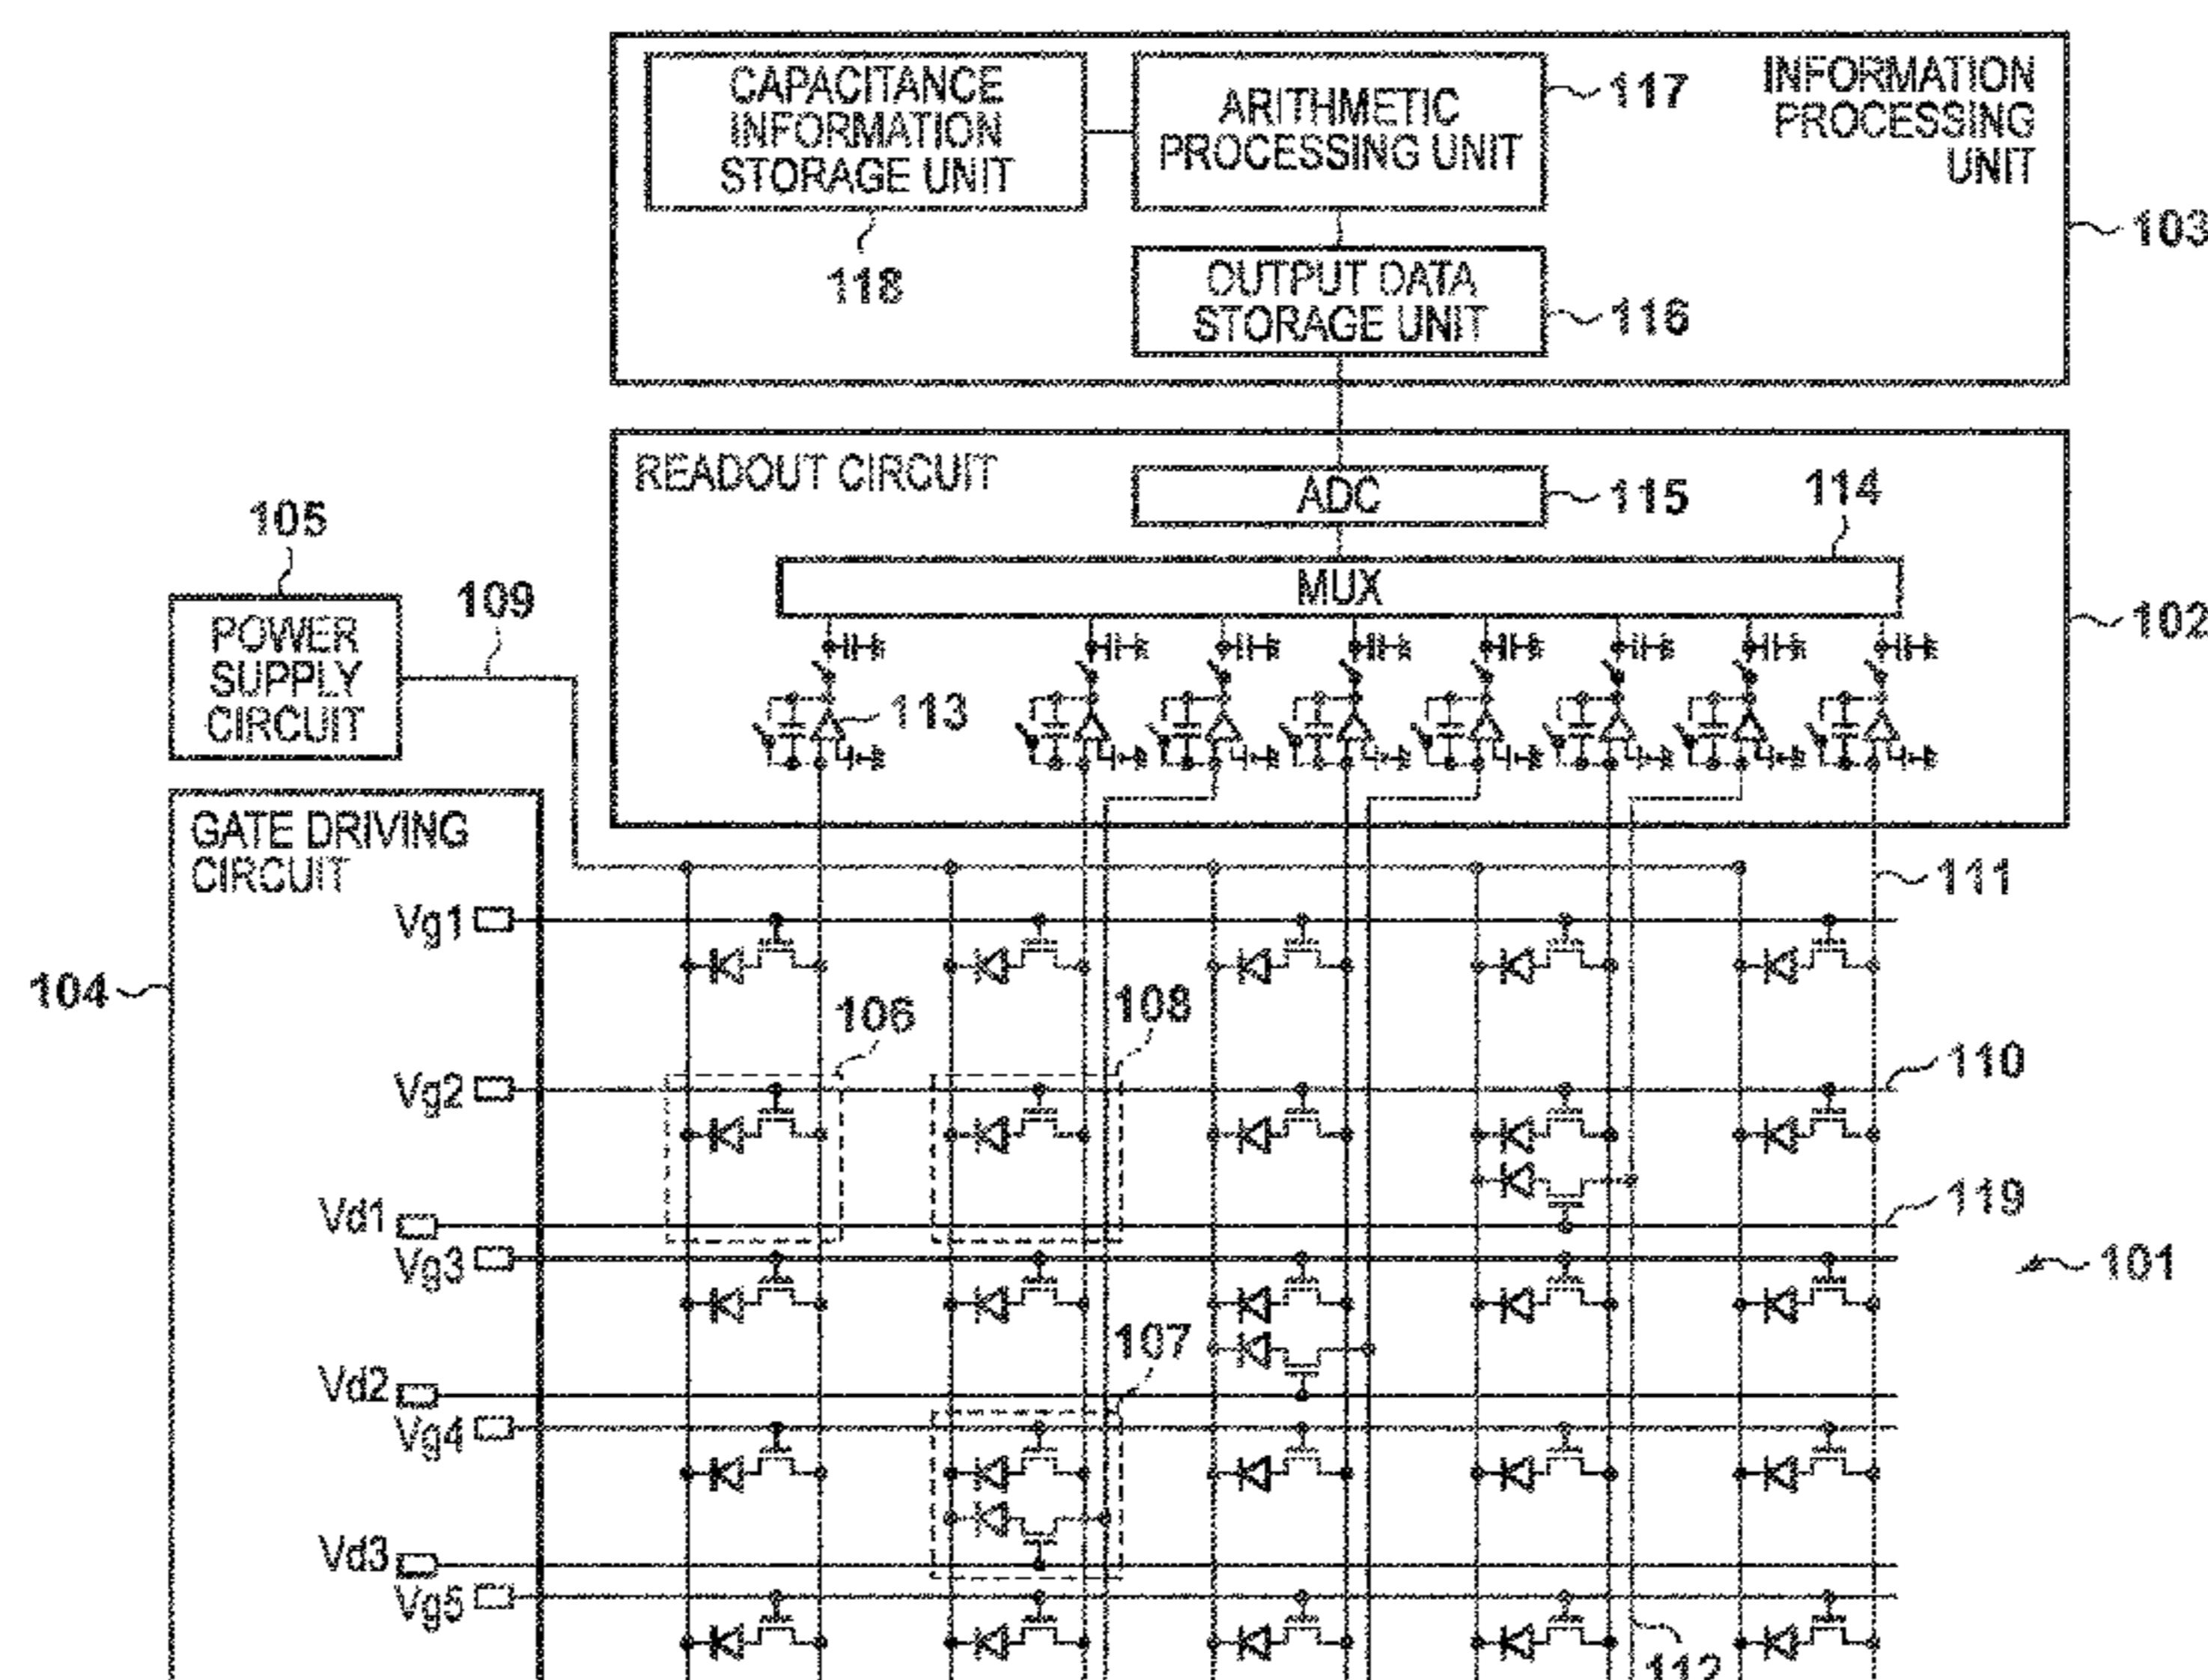 CAPACITANCE
INFORMATION
STORAGE UNIT
118
ARITHMETIC
PROCESSING UNIT
117
INFORMATION
PROCESSING
UNIT
103
OUTPUT DATA
STORAGE UNIT
116
READOUT CIRCUIT
ADC
115
114
MUX
102
113
105
POWER
SUPPLY
CIRCUIT
109
GATE DRIVING
CIRCUIT
104
111
Vg1
106
108
Vg2
110
Vd1
119
Vg3
101
107
Vd2
Vg4
Vd3
Vg5
112